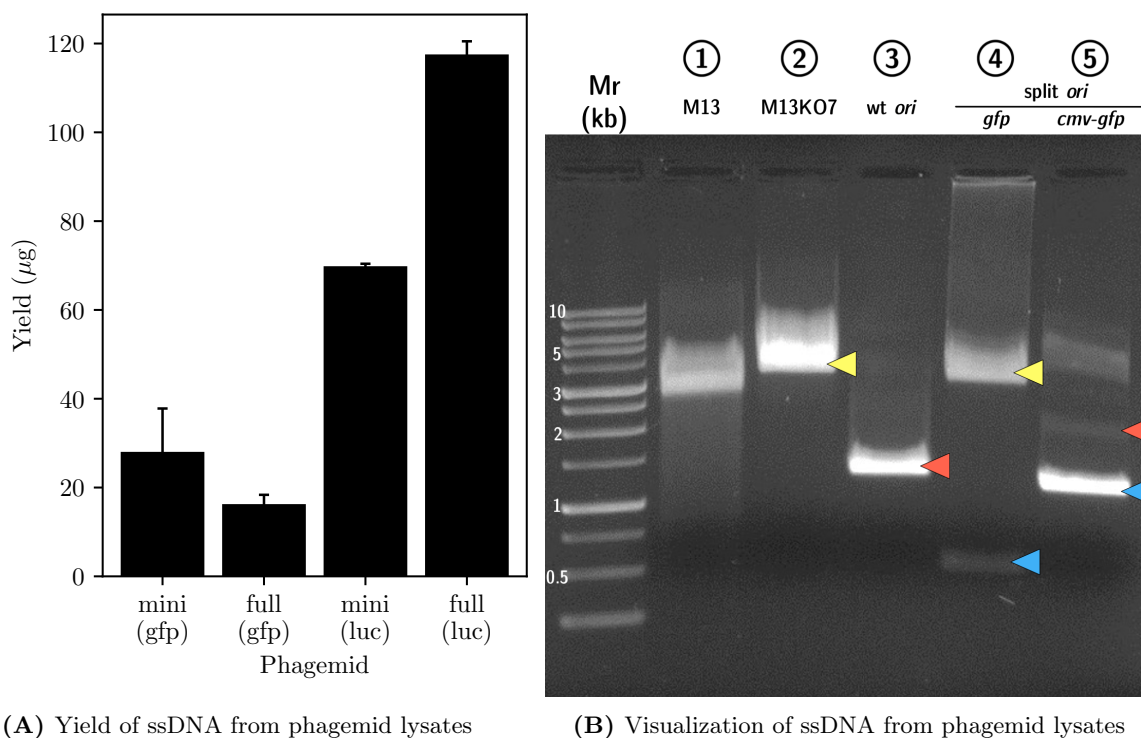 120
100
80
60
40
20
0
Yield (µg)
mini (gfp)
full (gfp)
mini (luc)
full (luc)
Phagemid
(A) Yield of ssDNA from phagemid lysates
Mr (kb)
① M13
② M13KO7
③ wt ori
④ ⑤
split ori
gfp cmv-gfp
10
5
3
2
1
0.5
(B) Visualization of ssDNA from phagemid lysates